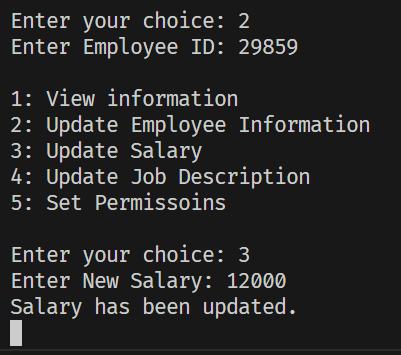 Enter your choice: 2
Enter Employee ID: 29859
1: View information
2: Update Employee Information
3: Update Salary
4: Update Job Description
5: Set Permissoins
Enter your choice: 3
Enter New Salary: 12000
Salary has been updated.